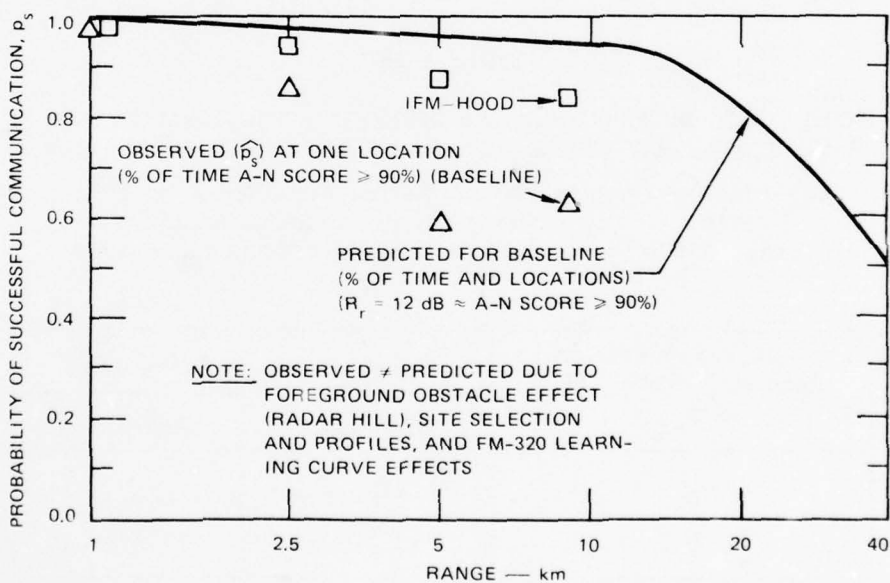 PROBABILITY OF SUCCESSFUL COMMUNICATION, p_s
1.0
0.8
0.6
0.4
0.2
0.0
IFM–HOOD
OBSERVED (p̂_s) AT ONE LOCATION
(% OF TIME A-N SCORE ⩾ 90%) (BASELINE)
PREDICTED FOR BASELINE
(% OF TIME AND LOCATIONS)
(R_r = 12 dB ≈ A-N SCORE ⩾ 90%)
NOTE: OBSERVED ≠ PREDICTED DUE TO
FOREGROUND OBSTACLE EFFECT
(RADAR HILL), SITE SELECTION
AND PROFILES, AND FM-320 LEARN-
ING CURVE EFFECTS
1 2.5 5 10 20 40
RANGE — km